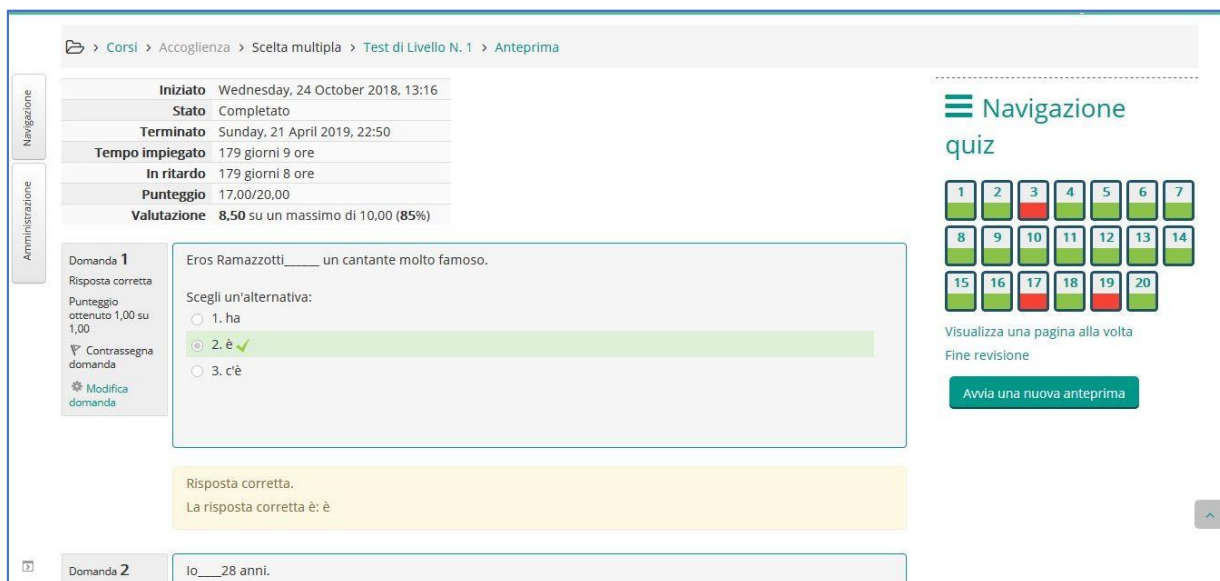 > Corsi > Accoglienza > Scelta multipla > Test di Livello N. 1 > Anteprima
Navigazione
Amministrazione
Iniziato Wednesday, 24 October 2018, 13:16
Stato Completato
Terminato Sunday, 21 April 2019, 22:50
Tempo impiegato 179 giorni 9 ore
In ritardo 179 giorni 8 ore
Punteggio 17,00/20,00
Valutazione 8,50 su un massimo di 10,00 (85%)
Domanda 1
Risposta corretta
Punteggio
ottenuto 1,00 su
1,00
Contrassegna
domanda
Modifica
domanda
Eros Ramazzotti______ un cantante molto famoso.
Scegli un'alternativa:
1. ha
2. è
3. c'è
Risposta corretta.
La risposta corretta è: è
Domanda 2
Io____28 anni.
Navigazione
quiz
1 2 3 4 5 6 7
8 9 10 11 12 13 14
15 16 17 18 19 20
Visualizza una pagina alla volta
Fine revisione
Avvia una nuova anteprima